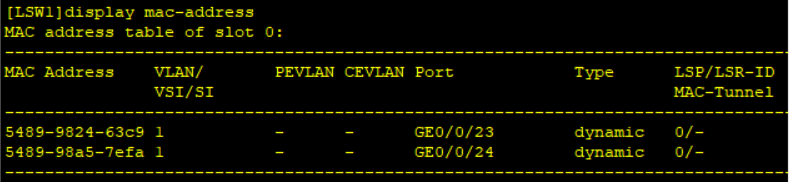 [LSW1]display mac-address
MAC address table of slot 0:
-------------------------------------------------------------------------------
MAC Address    VLAN/       PEVLAN CEVLAN Port            Type      LSP/LSR-ID
               VSI/SI                                              MAC-Tunnel
-------------------------------------------------------------------------------
5489-9824-63c9 1           -      -      GE0/0/23        dynamic   0/-
5489-98a5-7efa 1           -      -      GE0/0/24        dynamic   0/-
-------------------------------------------------------------------------------